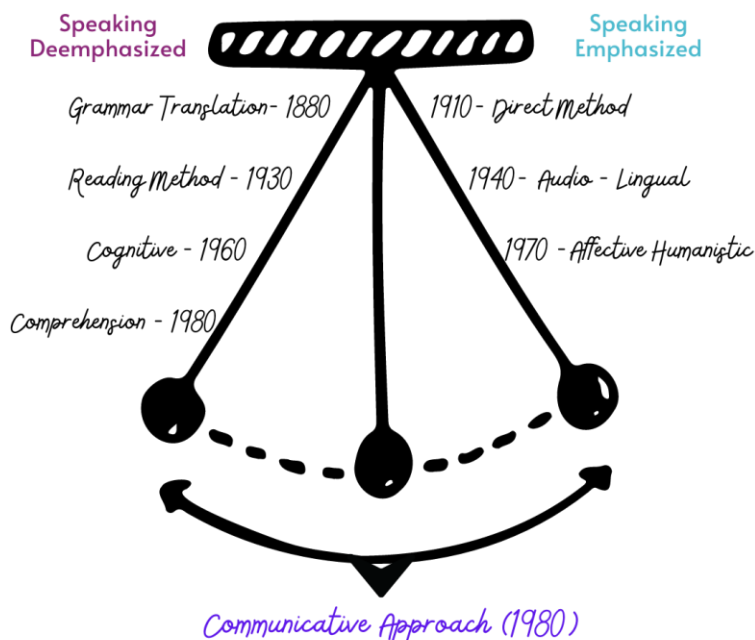 Speaking
Deemphasized
Speaking
Emphasized
Grammar Translation- 1880
1910- Direct Method
Reading Method - 1930
1940- Audio - Lingual
Cognitive - 1960
1970 -Affective Humanistic
Comprehension - 1980
Communicative Approach (1980)